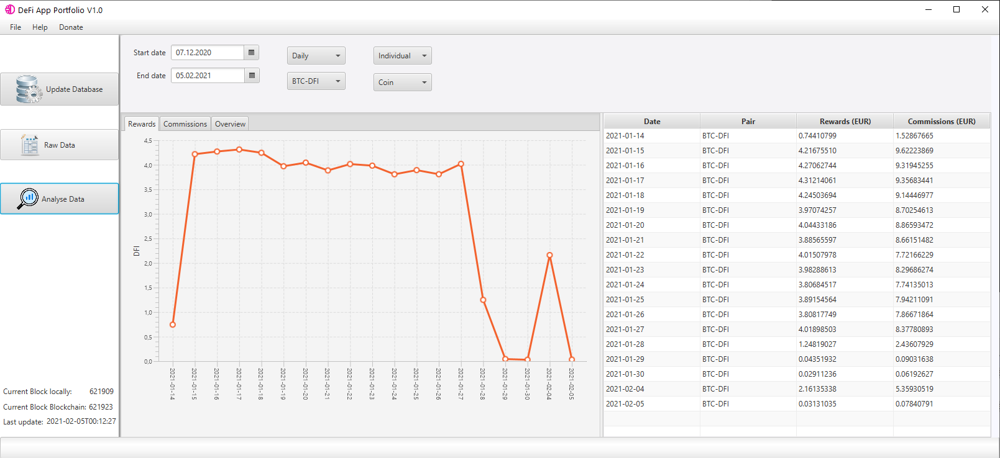 DeFi App Portfolio V1.0
File Help Donate
Start date 07.12.2020 Daily Individual
End date 05.02.2021 BTC-DFI Coin
Update Database
Raw Data
Analyse Data
Current Block locally: 621909
Current Block Blockchain: 621923
Last update: 2021-02-05T00:12:27
Rewards Commissions Overview
DFI
4,5
4,0
3,5
3,0
2,5
2,0
1,5
1,0
0,5
0,0
2021-01-14 2021-01-15 2021-01-16 2021-01-17 2021-01-18 2021-01-19 2021-01-20 2021-01-21 2021-01-22 2021-01-23 2021-01-24 2021-01-25 2021-01-26 2021-01-27 2021-01-28 2021-01-29 2021-01-30 2021-02-04 2021-02-05
Date Pair Rewards (EUR) Commissions (EUR)
2021-01-14 BTC-DFI 0.74410799 1.52867665
2021-01-15 BTC-DFI 4.21675510 9.62223869
2021-01-16 BTC-DFI 4.27062744 9.31945255
2021-01-17 BTC-DFI 4.31214061 9.35683441
2021-01-18 BTC-DFI 4.24503694 9.14446977
2021-01-19 BTC-DFI 3.97074257 8.70254613
2021-01-20 BTC-DFI 4.04433186 8.86593472
2021-01-21 BTC-DFI 3.88565597 8.66151482
2021-01-22 BTC-DFI 4.01507978 7.72166229
2021-01-23 BTC-DFI 3.98288613 8.29686274
2021-01-24 BTC-DFI 3.80684517 7.74135013
2021-01-25 BTC-DFI 3.89154564 7.94211091
2021-01-26 BTC-DFI 3.80817749 7.86671864
2021-01-27 BTC-DFI 4.01898503 8.37780893
2021-01-28 BTC-DFI 1.24819027 2.43607929
2021-01-29 BTC-DFI 0.04351932 0.09031638
2021-01-30 BTC-DFI 0.02911236 0.06192627
2021-02-04 BTC-DFI 2.16135338 5.35930519
2021-02-05 BTC-DFI 0.03131035 0.07840791